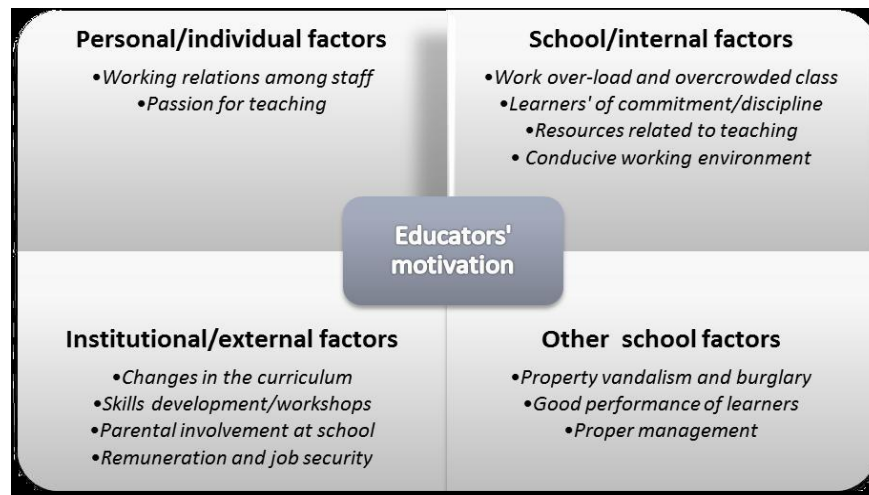 Personal/individual factors
•Working relations among staff
•Passion for teaching
School/internal factors
•Work over-load and overcrowded class
•Learners' of commitment/discipline
•Resources related to teaching
• Conducive working environment
Educators'
motivation
Institutional/external factors
•Changes in the curriculum
•Skills development/workshops
•Parental involvement at school
•Remuneration and job security
Other  school factors
•Property vandalism and burglary
•Good performance of learners
•Proper management